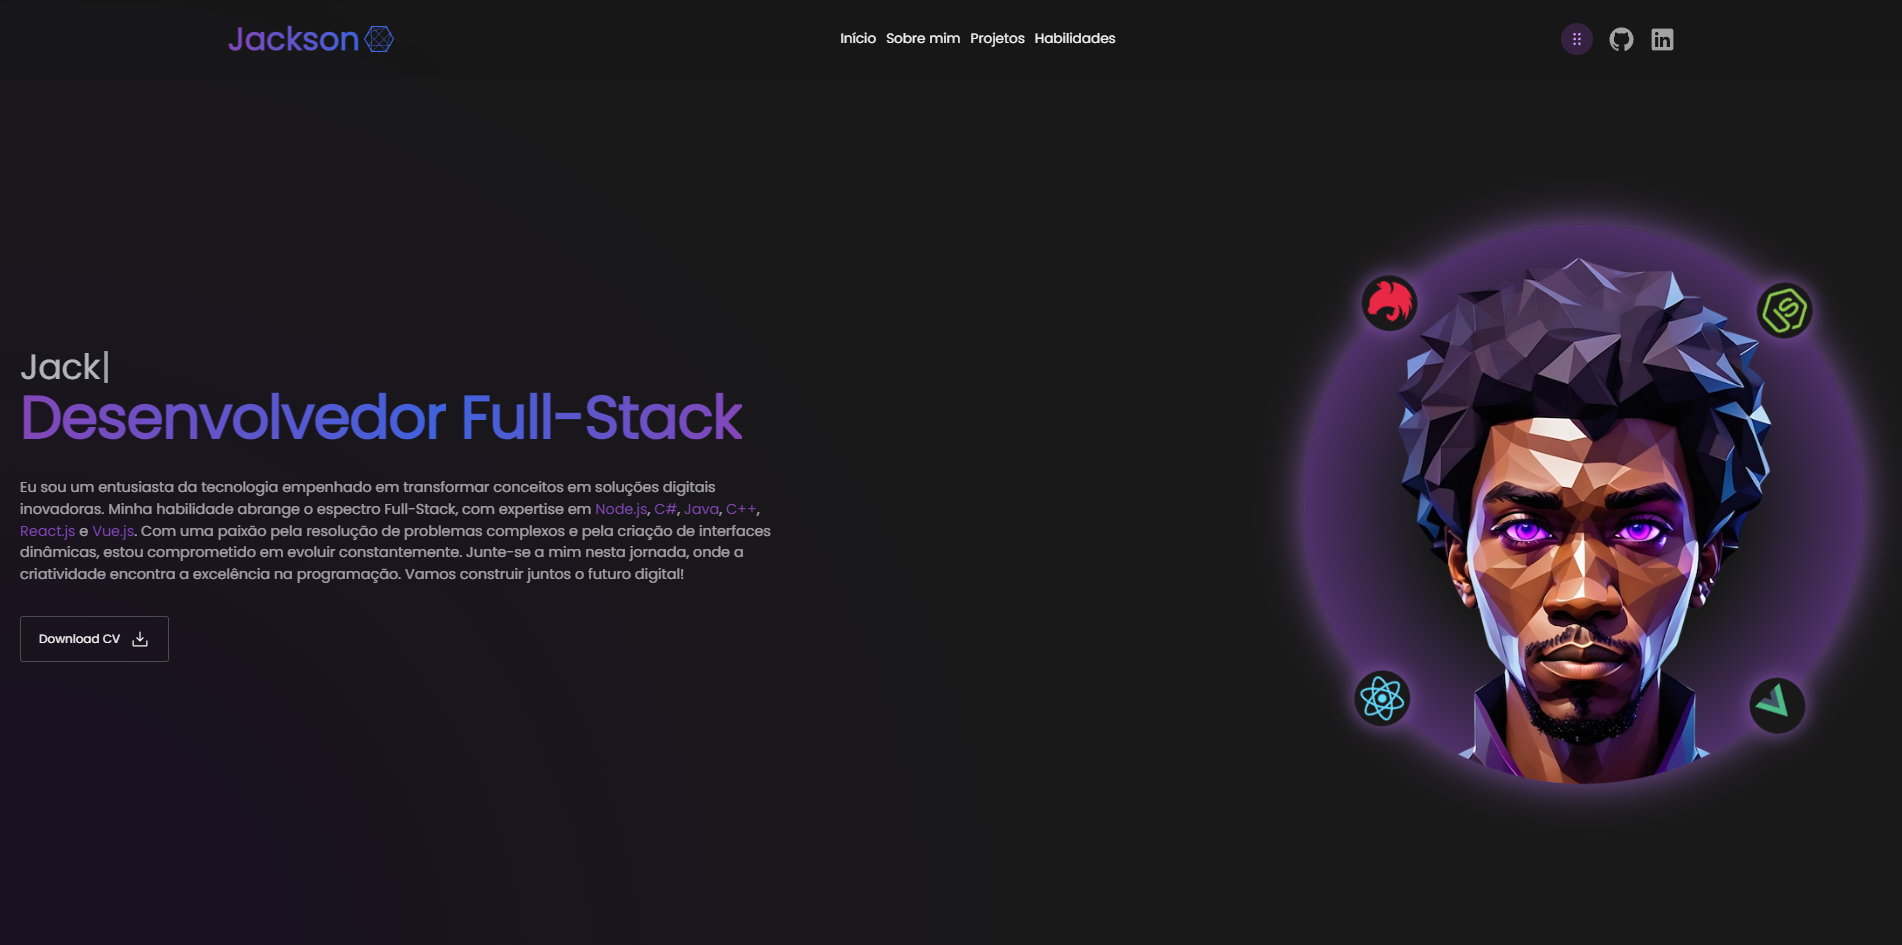 Jackson
Início Sobre mim Projetos Habilidades
Jack|
Desenvolvedor Full-Stack
Eu sou um entusiasta da tecnologia empenhado em transformar conceitos em soluções digitais
inovadoras. Minha habilidade abrange o espectro Full-Stack, com expertise em Node.js, C#, Java, C++,
React.js e Vue.js. Com uma paixão pela resolução de problemas complexos e pela criação de interfaces
dinâmicas, estou comprometido em evoluir constantemente. Junte-se a mim nesta jornada, onde a
criatividade encontra a excelência na programação. Vamos construir juntos o futuro digital!
Download CV